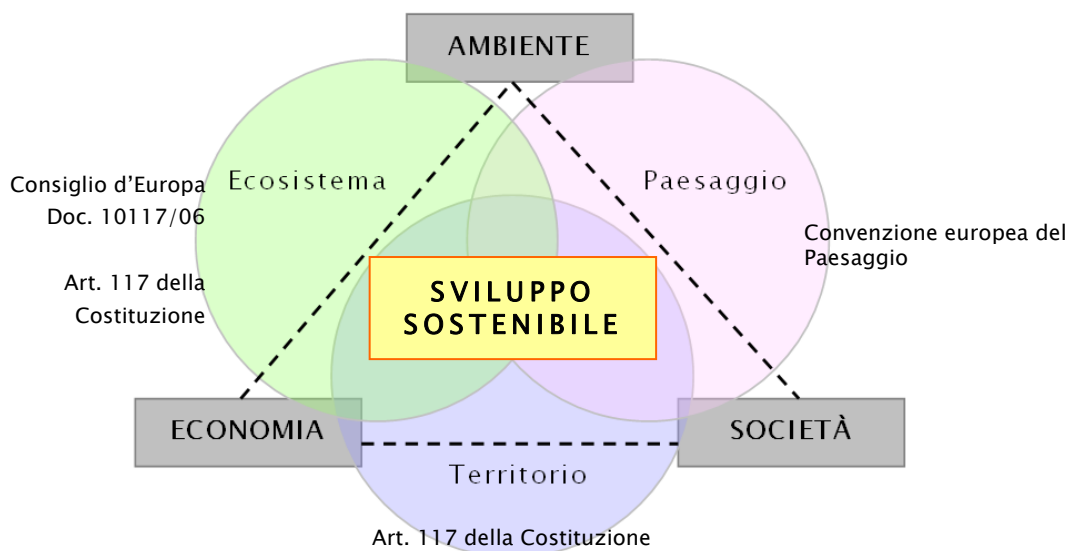 AMBIENTE
Ecosistema
Paesaggio
Consiglio d’Europa
Doc. 10117/06
Convenzione europea del
Paesaggio
Art. 117 della
Costituzione
SVILUPPO
SOSTENIBILE
ECONOMIA
SOCIETÀ
Territorio
Art. 117 della Costituzione